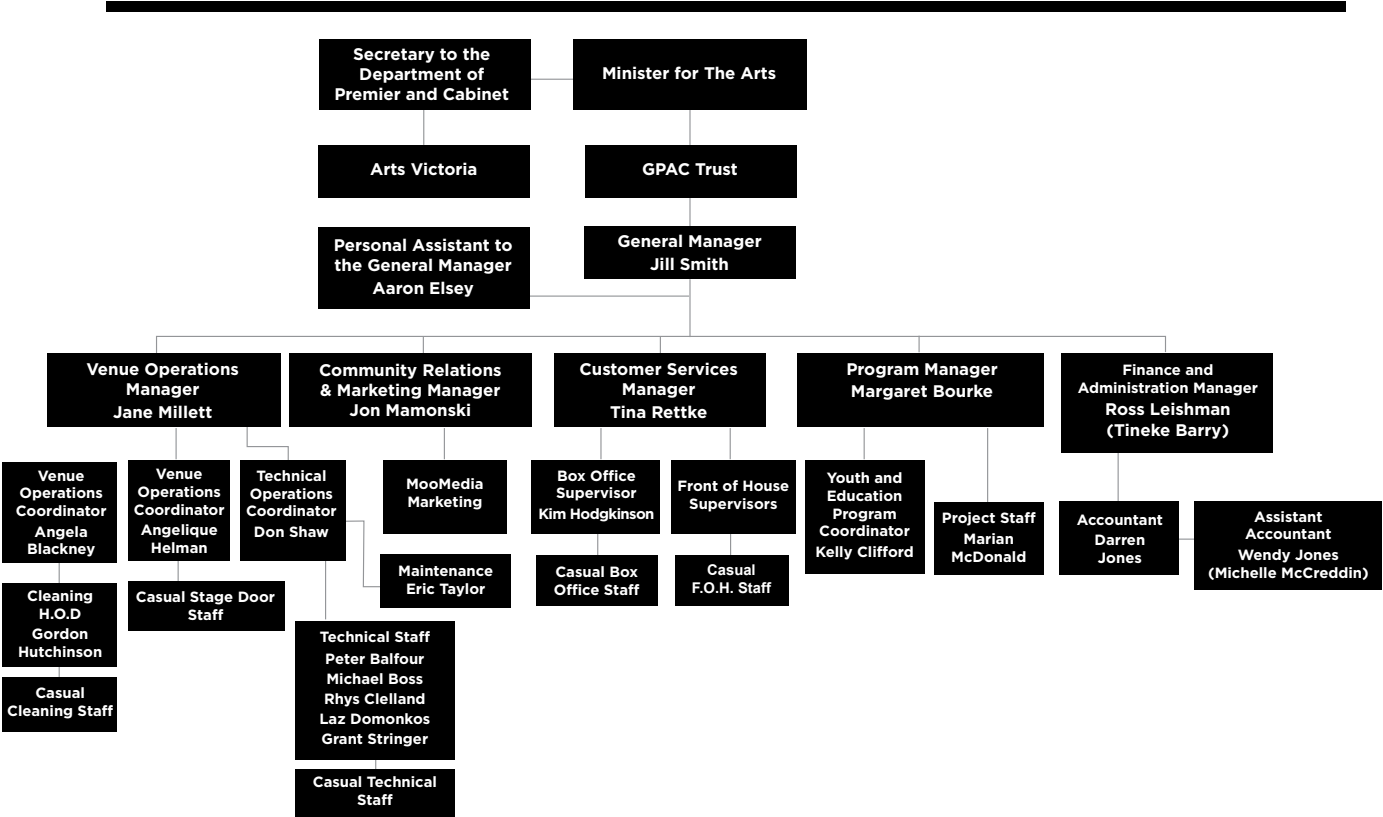 Secretary to the
Department of
Premier and Cabinet
Minister for The Arts
Arts Victoria
GPAC Trust
Personal Assistant to
the General Manager
Aaron Elsey
General Manager
Jill Smith
Venue Operations
Manager
Jane Millett
Community Relations
& Marketing Manager
Jon Mamonski
Customer Services
Manager
Tina Rettke
Program Manager
Margaret Bourke
Finance and
Administration Manager
Ross Leishman
(Tineke Barry)
Venue
Operations
Coordinator
Angela
Blackney
Venue
Operations
Coordinator
Angelique
Helman
Technical
Operations
Coordinator
Don Shaw
MooMedia
Marketing
Box Office
Supervisor
Kim Hodgkinson
Front of House
Supervisors
Youth and
Education
Program
Coordinator
Kelly Clifford
Project Staff
Marian
McDonald
Accountant
Darren
Jones
Assistant
Accountant
Wendy Jones
(Michelle McCreddin)
Cleaning
H.O.D
Gordon
Hutchinson
Casual Stage Door
Staff
Maintenance
Eric Taylor
Casual Box
Office Staff
Casual
F.O.H. Staff
Casual
Cleaning Staff
Technical Staff
Peter Balfour
Michael Boss
Rhys Clelland
Laz Domonkos
Grant Stringer
Casual Technical
Staff